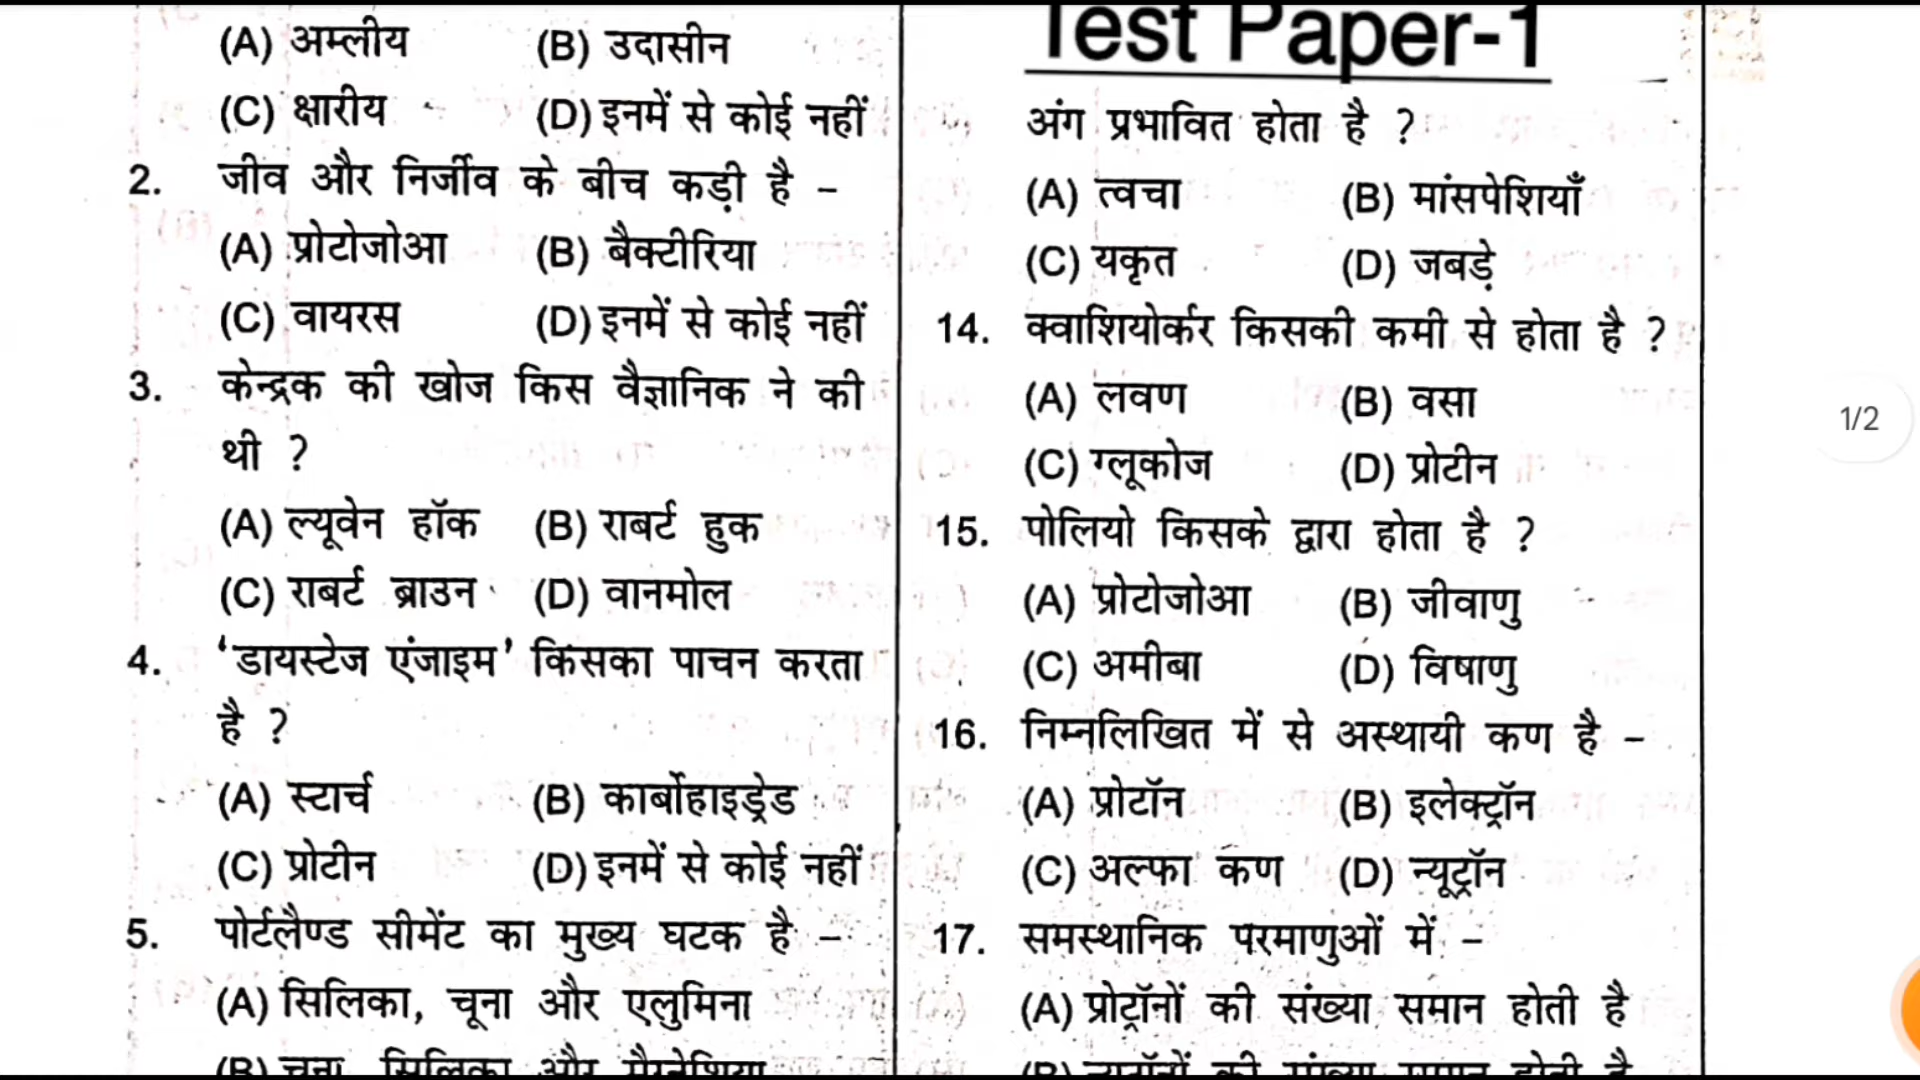 (A) अम्लीय (B) उदासीन
(C) क्षारीय (D) इनमें से कोई नहीं
2. जीव और निर्जीव के बीच कड़ी है –
(A) प्रोटोजोआ (B) बैक्टीरिया
(C) वायरस (D) इनमें से कोई नहीं
3. केन्द्रक की खोज किस वैज्ञानिक ने की
थी ?
(A) ल्यूवेन हॉक (B) राबर्ट हुक
(C) राबर्ट ब्राउन (D) वानमोल
4. ‘डायस्टेज एंजाइम’ किसका पाचन करता
है ?
(A) स्टार्च (B) कार्बोहाइड्रेड
(C) प्रोटीन (D) इनमें से कोई नहीं
5. पोर्टलैण्ड सीमेंट का मुख्य घटक है –
(A) सिलिका, चूना और एलुमिना
(B) चूना, सिलिका और मैग्नेशिया
Test Paper-1
अंग प्रभावित होता है ?
(A) त्वचा (B) मांसपेशियाँ
(C) यकृत (D) जबड़े
14. क्वाशियोर्कर किसकी कमी से होता है ?
(A) लवण (B) वसा
(C) ग्लूकोज (D) प्रोटीन
15. पोलियो किसके द्वारा होता है ?
(A) प्रोटोजोआ (B) जीवाणु
(C) अमीबा (D) विषाणु
16. निम्नलिखित में से अस्थायी कण है –
(A) प्रोटॉन (B) इलेक्ट्रॉन
(C) अल्फा कण (D) न्यूट्रॉन
17. समस्थानिक परमाणुओं में –
(A) प्रोट्रॉनों की संख्या समान होती है
(B) न्यूट्रॉनों की संख्या समान होती है
1/2